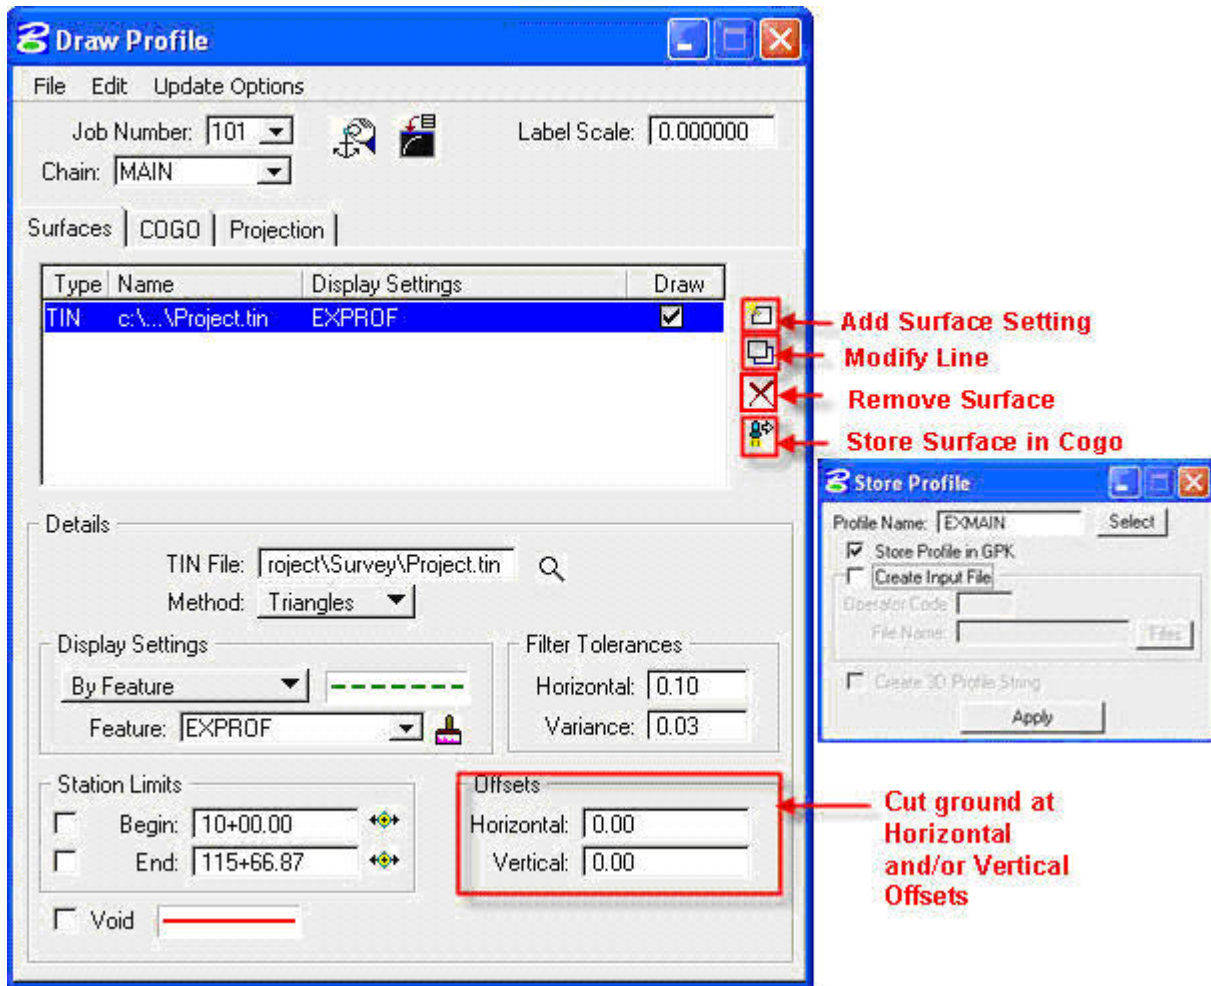 Draw Profile
File Edit Update Options
Job Number: 101
Label Scale: 0.000000
Chain: MAIN
Surfaces COGO Projection
Type Name Display Settings Draw
TIN c:\...\Project.tin EXPROF
Add Surface Setting
Modify Line
Remove Surface
Store Surface in Cogo
Details
TIN File: roject\Survey\Project.tin
Method: Triangles
Display Settings
By Feature
Feature: EXPROF
Filter Tolerances
Horizontal: 0.10
Variance: 0.03
Station Limits
Begin: 10+00.00
End: 115+66.87
Offsets
Horizontal: 0.00
Vertical: 0.00
Void
Store Profile
Profile Name: EXMAIN Select
Store Profile in GPK
Create Input File
Operator Code
File Name: Files
Create 3D Profile String
Apply
Cut ground at
Horizontal
and/or Vertical
Offsets